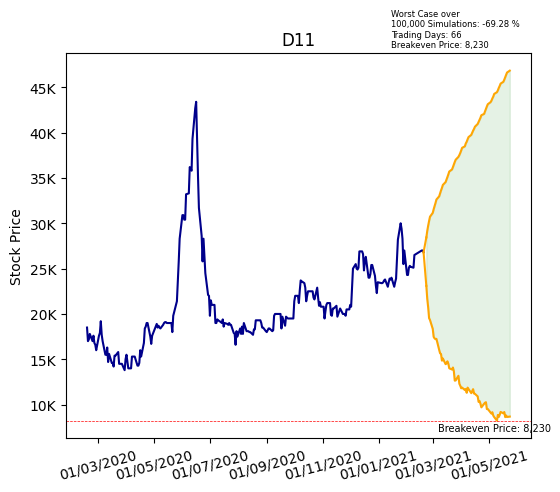 Worst Case over
100,000 Simulations: -69.28 %
Trading Days: 66
Breakeven Price: 8,230
D11
Stock Price
45K
40K
35K
30K
25K
20K
15K
10K
Breakeven Price: 8,230
01/03/2020
01/05/2020
01/07/2020
01/09/2020
01/11/2020
01/01/2021
01/03/2021
01/05/2021